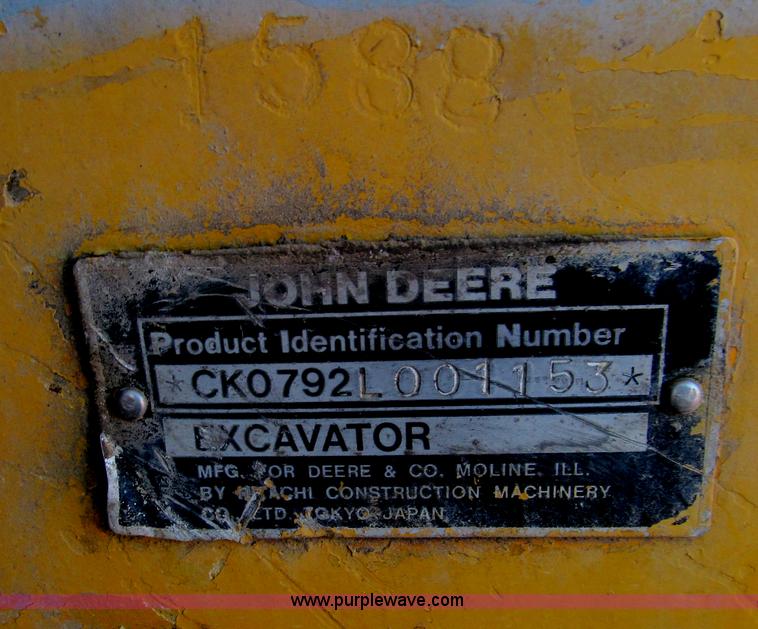 1588
JOHN DEERE
Product Identification Number
*CK0792L001153*
EXCAVATOR
MFG. FOR DEERE & CO. MOLINE ILL.
BY HITACHI CONSTRUCTION MACHINERY
CO. LTD. TOKYO JAPAN
www.purplewave.com